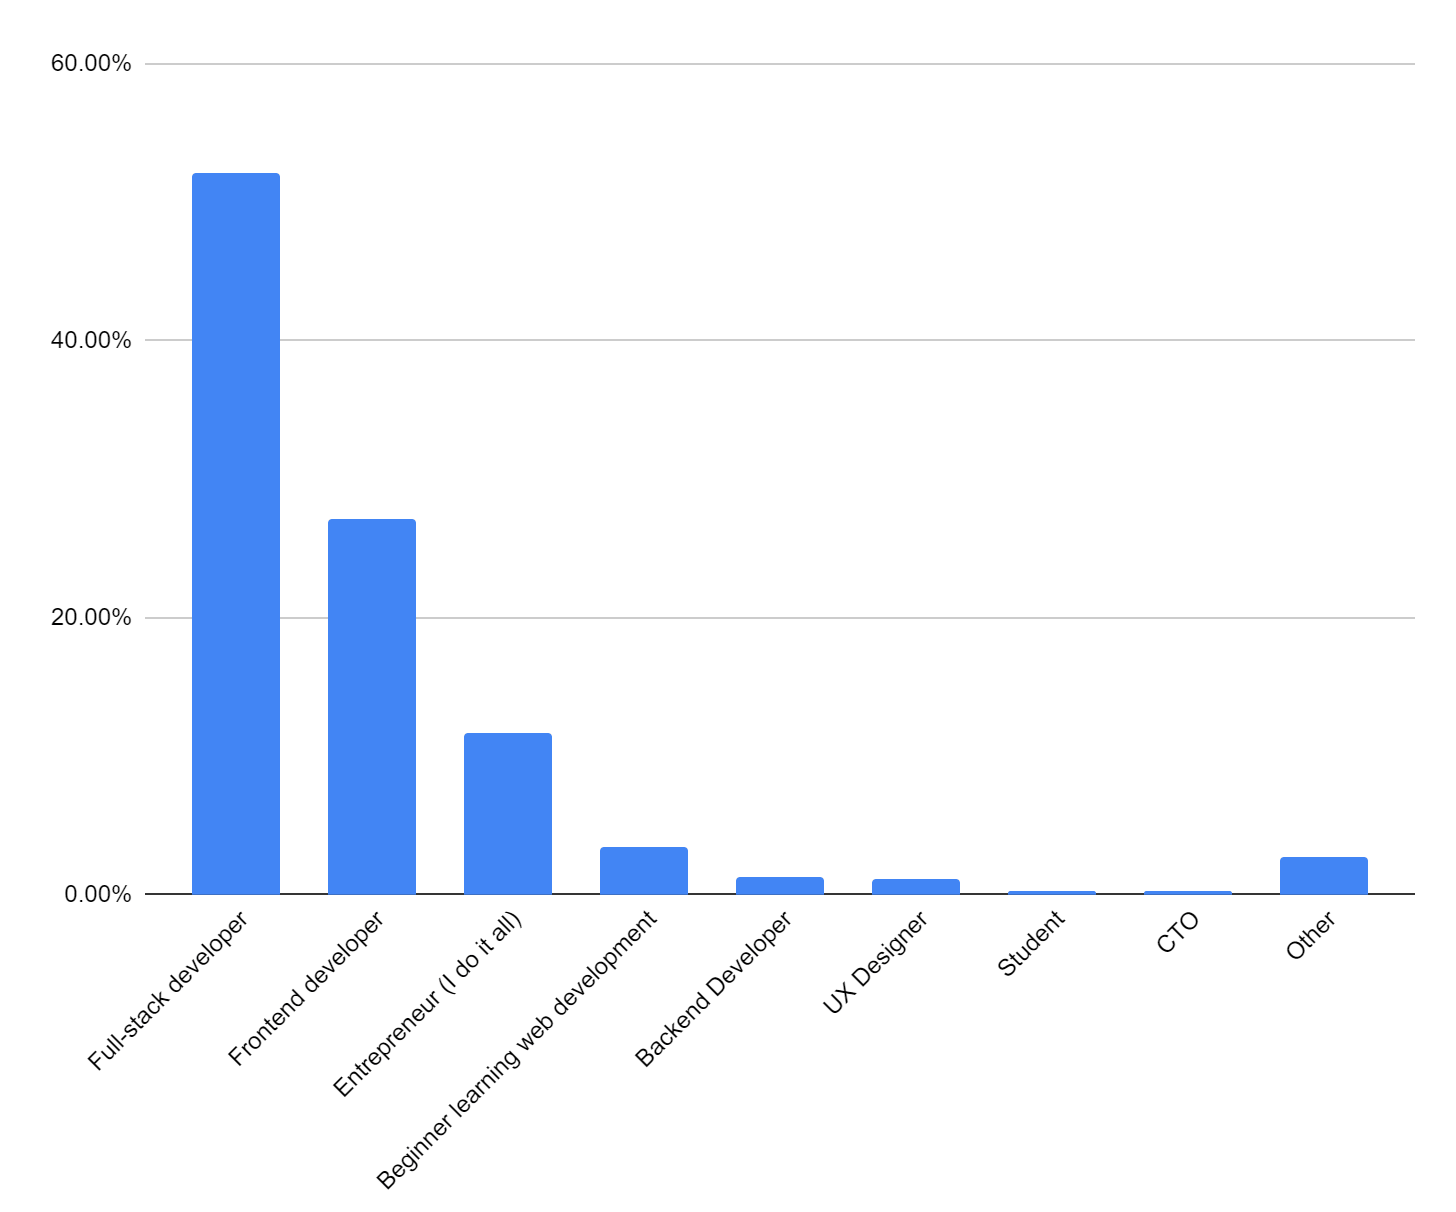 60.00%
40.00%
20.00%
0.00%
Full-stack developer
Frontend developer
Entrepreneur (I do it all)
Beginner learning web development
Backend Developer
UX Designer
Student
CTO
Other